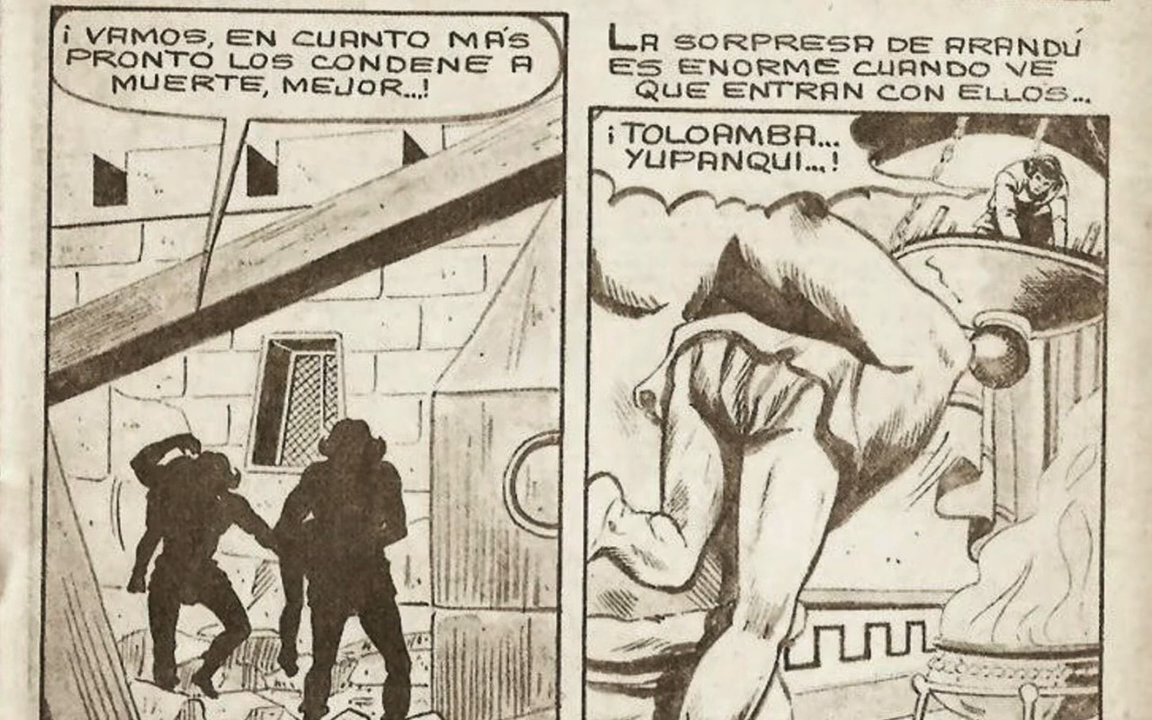 ¡VAMOS, EN CUANTO MÁS
PRONTO LOS CONDENE A
MUERTE, MEJOR...!
LA SORPRESA DE ARANDÚ
ES ENORME CUANDO VE
QUE ENTRAN CON ELLOS...
¡TOLOAMBA...
YUPANQUI...!